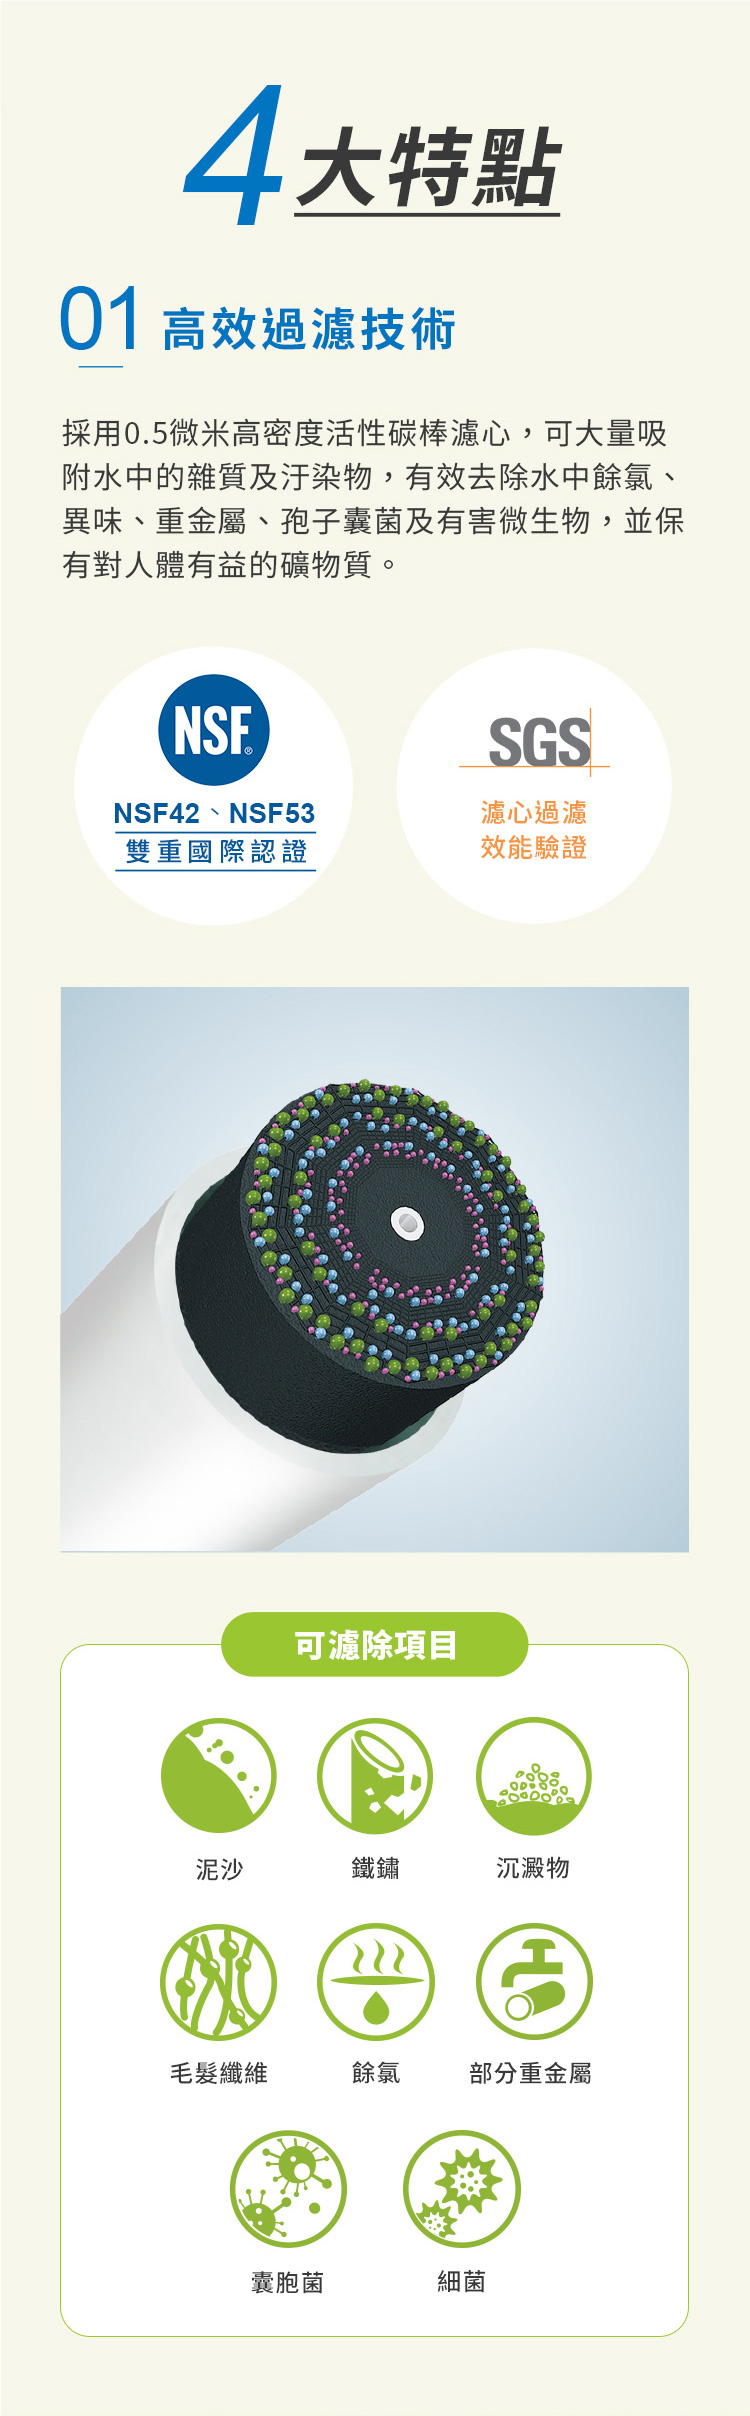 4大特點
01 高效過濾技術
採用0.5微米高密度活性碳棒濾心，可大量吸
附水中的雜質及汙染物，有效去除水中餘氯、
異味、重金屬、孢子囊菌及有害微生物，並保
有對人體有益的礦物質。
NSF®
NSF42、NSF53
雙重國際認證
SGS
濾心過濾
效能驗證
可濾除項目
泥沙
鐵鏽
沉澱物
毛髮纖維
餘氯
部分重金屬
囊胞菌
細菌